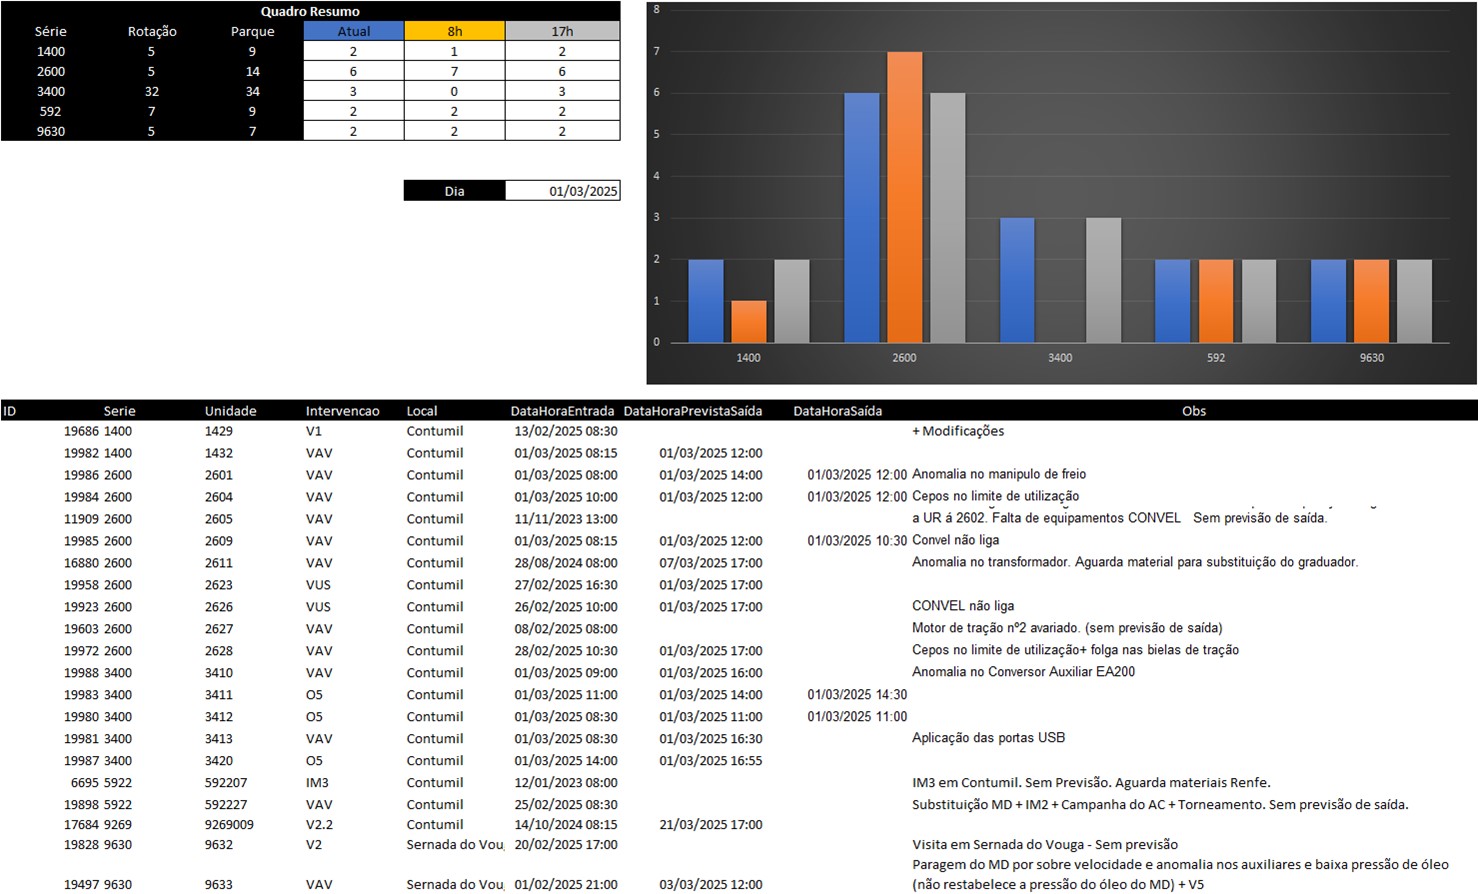 Quadro Resumo
Série Rotação Parque Atual 8h 17h
1400 5 9 2 1 2
2600 5 14 6 7 6
3400 32 34 3 0 3
592 7 9 2 2 2
9630 5 7 2 2 2
Dia 01/03/2025
8
7
6
5
4
3
2
1
0
1400 2600 3400 592 9630
ID Serie Unidade Intervencao Local DataHoraEntrada DataHoraPrevistaSaída DataHoraSaída Obs
19686 1400 1429 V1 Contumil 13/02/2025 08:30 + Modificações
19982 1400 1432 VAV Contumil 01/03/2025 08:15 01/03/2025 12:00
19986 2600 2601 VAV Contumil 01/03/2025 08:00 01/03/2025 14:00 01/03/2025 12:00 Anomalia no manipulo de freio
19984 2600 2604 VAV Contumil 01/03/2025 10:00 01/03/2025 12:00 01/03/2025 12:00 Cepos no limite de utilização
11909 2600 2605 VAV Contumil 11/11/2023 13:00 a UR á 2602. Falta de equipamentos CONVEL Sem previsão de saída.
19985 2600 2609 VAV Contumil 01/03/2025 08:15 01/03/2025 12:00 01/03/2025 10:30 Convel não liga
16880 2600 2611 VAV Contumil 28/08/2024 08:00 07/03/2025 17:00 Anomalia no transformador. Aguarda material para substituição do graduador.
19958 2600 2623 VUS Contumil 27/02/2025 16:30 01/03/2025 17:00
19923 2600 2626 VUS Contumil 26/02/2025 10:00 01/03/2025 17:00 CONVEL não liga
19603 2600 2627 VAV Contumil 08/02/2025 08:00 Motor de tração nº2 avariado. (sem previsão de saída)
19972 2600 2628 VAV Contumil 28/02/2025 10:30 01/03/2025 17:00 Cepos no limite de utilização+ folga nas bielas de tração
19988 3400 3410 VAV Contumil 01/03/2025 09:00 01/03/2025 16:00 Anomalia no Conversor Auxiliar EA200
19983 3400 3411 O5 Contumil 01/03/2025 11:00 01/03/2025 14:00 01/03/2025 14:30
19980 3400 3412 O5 Contumil 01/03/2025 08:30 01/03/2025 11:00 01/03/2025 11:00
19981 3400 3413 VAV Contumil 01/03/2025 08:30 01/03/2025 16:30 Aplicação das portas USB
19987 3400 3420 O5 Contumil 01/03/2025 14:00 01/03/2025 16:55
6695 5922 592207 IM3 Contumil 12/01/2023 08:00 IM3 em Contumil. Sem Previsão. Aguarda materiais Renfe.
19898 5922 592227 VAV Contumil 25/02/2025 08:30 Substituição MD + IM2 + Campanha do AC + Torneamento. Sem previsão de saída.
17684 9269 9269009 V2.2 Contumil 14/10/2024 08:15 21/03/2025 17:00
19828 9630 9632 V2 Sernada do Vou 20/02/2025 17:00 Visita em Sernada do Vouga - Sem previsão
Paragem do MD por sobre velocidade e anomalia nos auxiliares e baixa pressão de óleo
19497 9630 9633 VAV Sernada do Vou 01/02/2025 21:00 03/03/2025 12:00 (não restabelece a pressão do óleo do MD) + V5